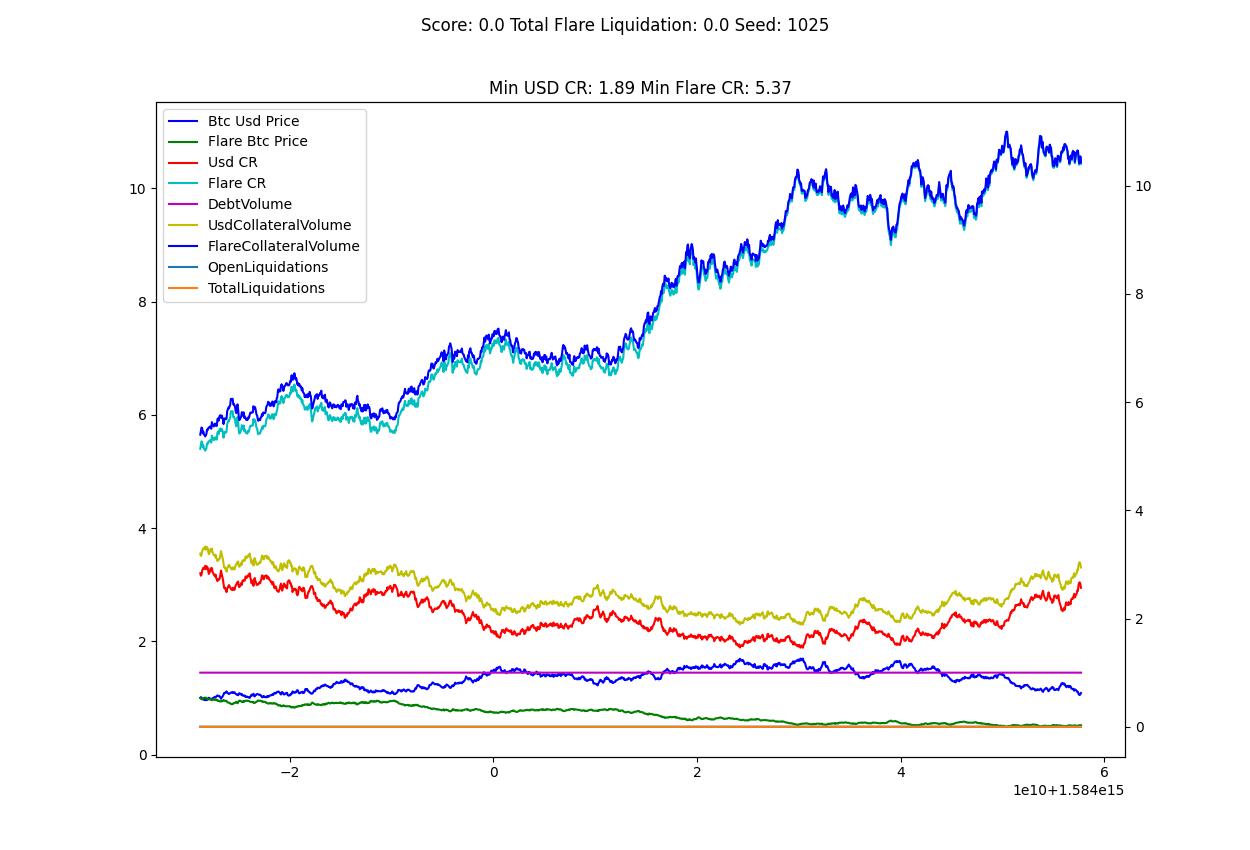 Score: 0.0 Total Flare Liquidation: 0.0 Seed: 1025
Min USD CR: 1.89 Min Flare CR: 5.37
Btc Usd Price
Flare Btc Price
Usd CR
Flare CR
DebtVolume
UsdCollateralVolume
FlareCollateralVolume
OpenLiquidations
TotalLiquidations
10
8
6
4
2
0
10
8
6
4
2
0
−2 0 2 4 6
1e10+1.584e15